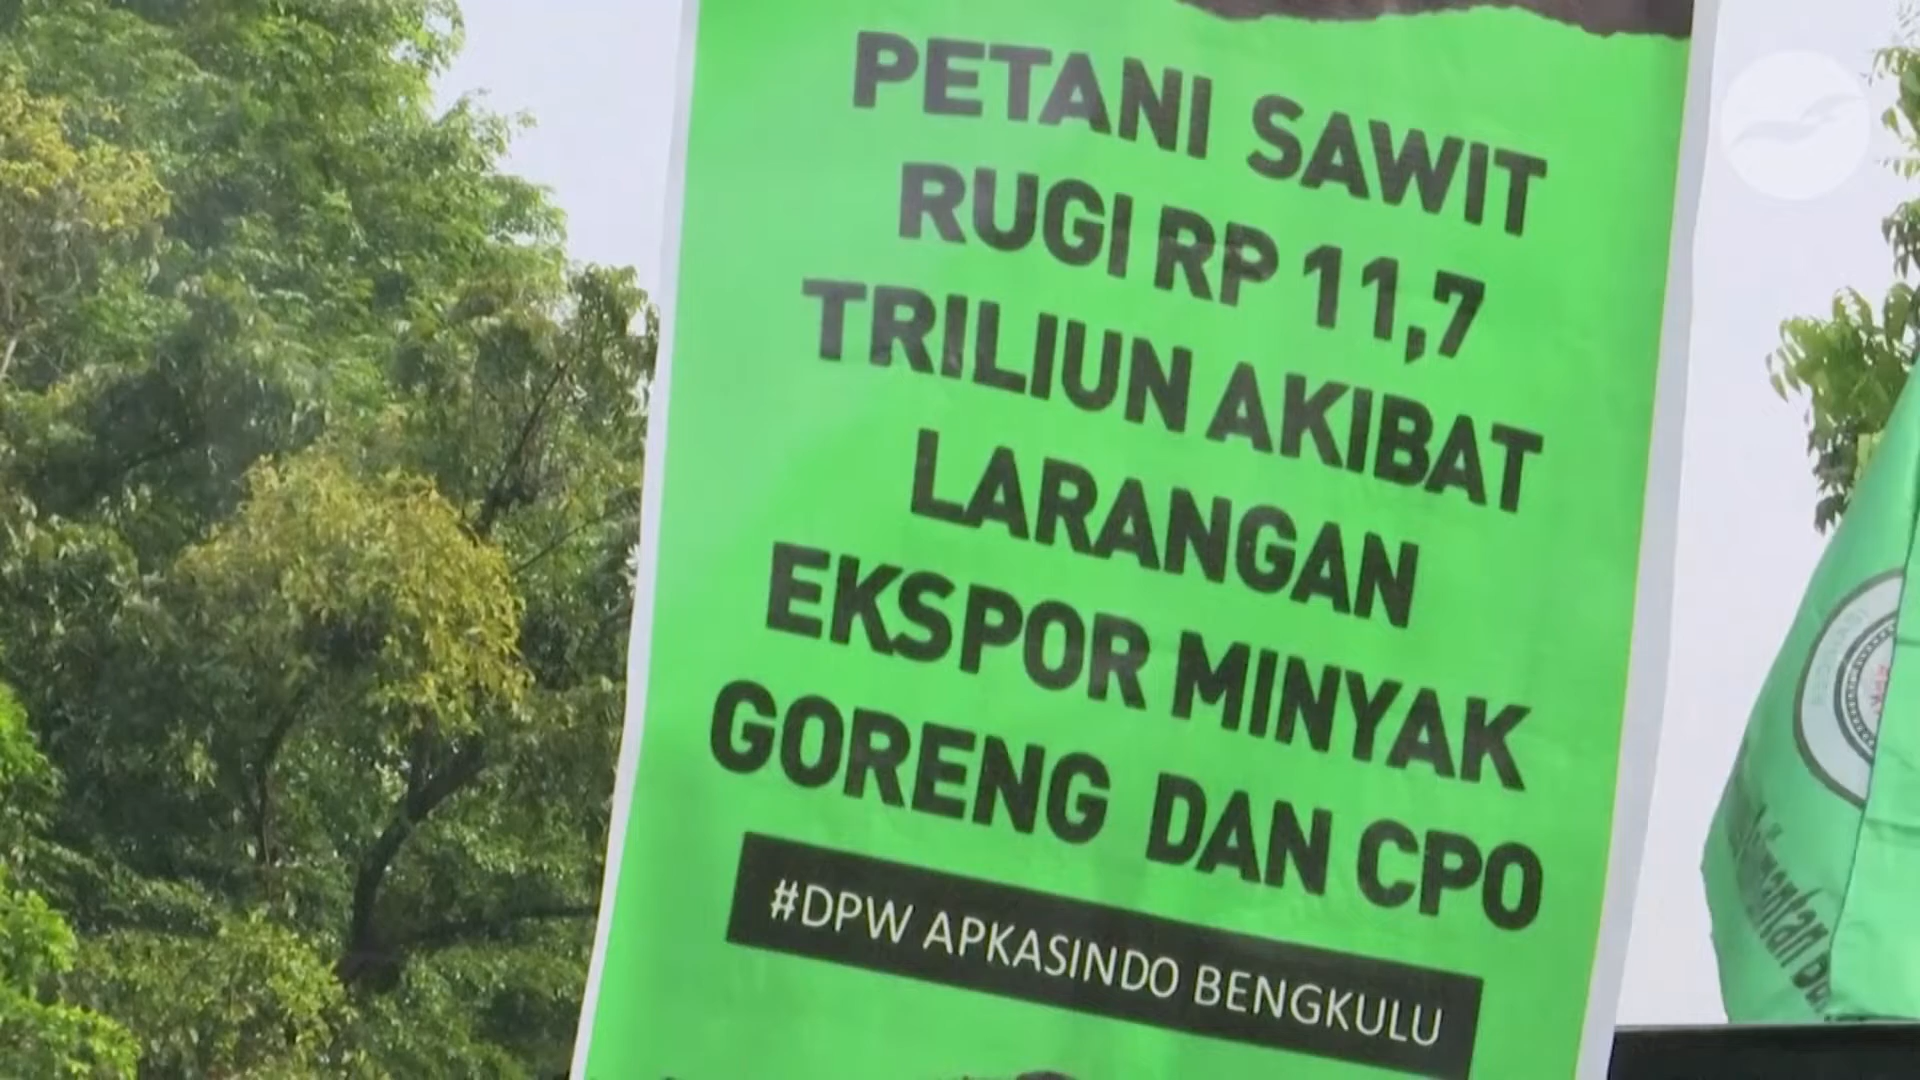 PETANI SAWIT
RUGI RP 11,7
TRILIUN AKIBAT
LARANGAN
EKSPOR MINYAK
GORENG DAN CPO
#DPW APKASINDO BENGKULU